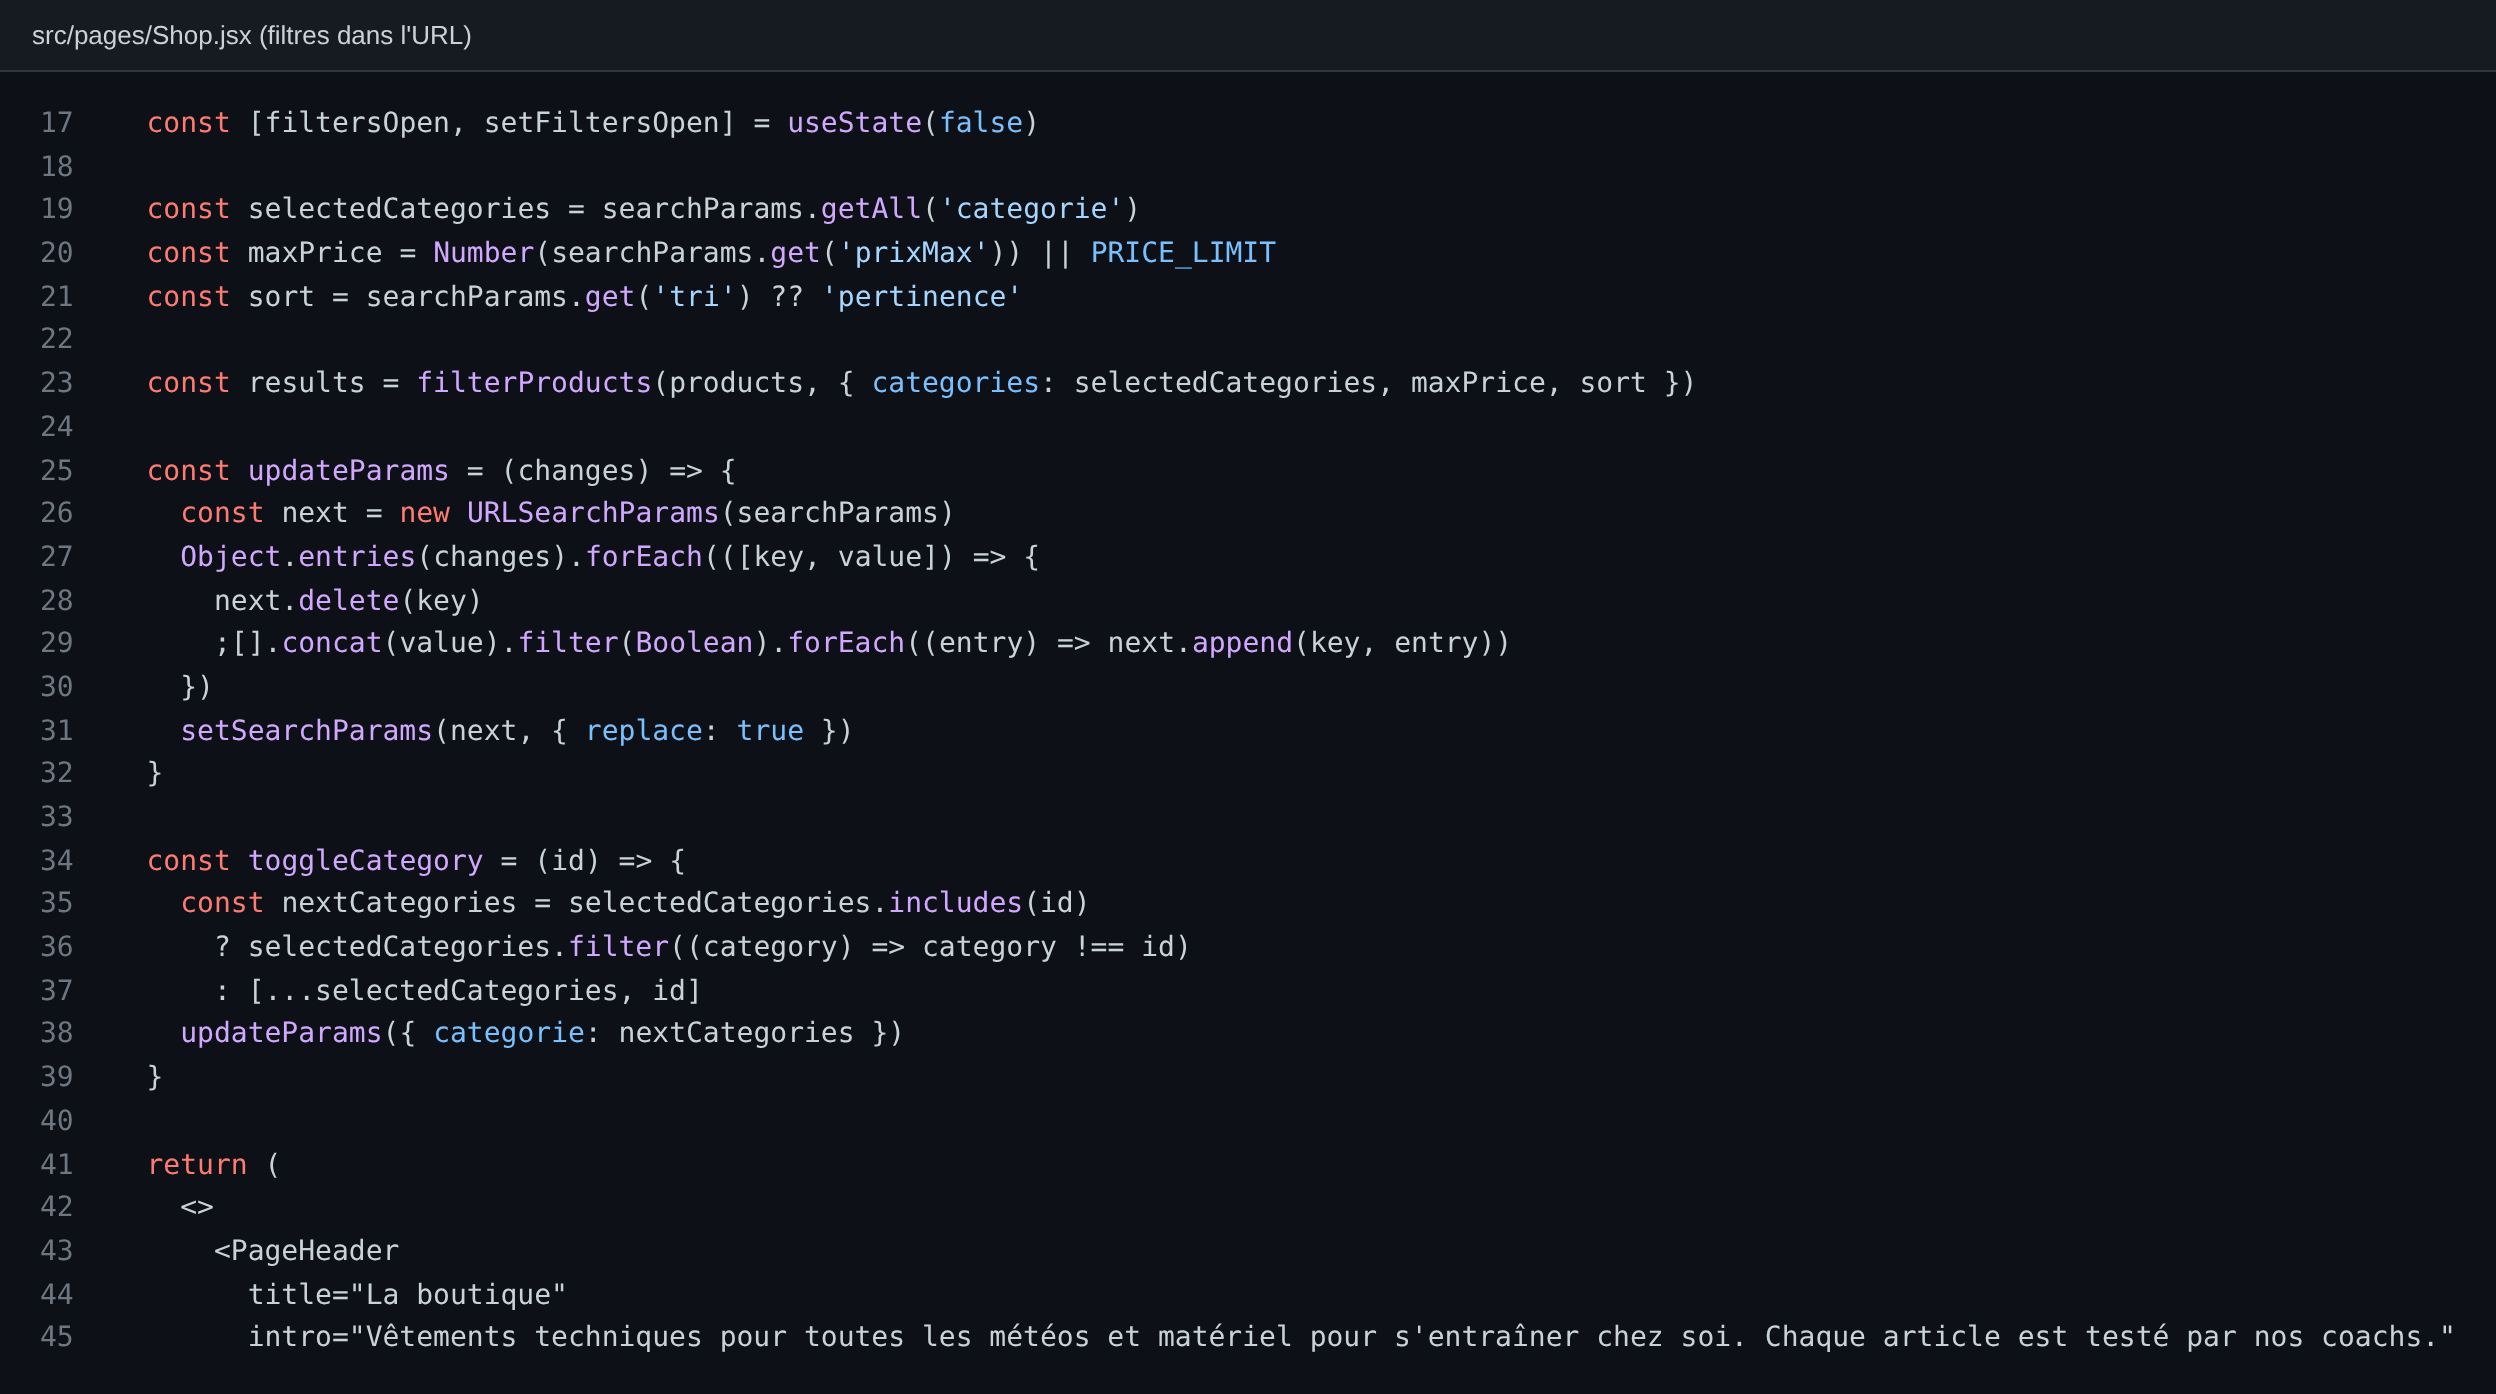 src/pages/Shop.jsx (filtres dans l'URL)
17 const [filtersOpen, setFiltersOpen] = useState(false)
18
19 const selectedCategories = searchParams.getAll('categorie')
20 const maxPrice = Number(searchParams.get('prixMax')) || PRICE_LIMIT
21 const sort = searchParams.get('tri') ?? 'pertinence'
22
23 const results = filterProducts(products, { categories: selectedCategories, maxPrice, sort })
24
25 const updateParams = (changes) => {
26   const next = new URLSearchParams(searchParams)
27   Object.entries(changes).forEach(([key, value]) => {
28     next.delete(key)
29     ;[].concat(value).filter(Boolean).forEach((entry) => next.append(key, entry))
30   })
31   setSearchParams(next, { replace: true })
32 }
33
34 const toggleCategory = (id) => {
35   const nextCategories = selectedCategories.includes(id)
36     ? selectedCategories.filter((category) => category !== id)
37     : [...selectedCategories, id]
38   updateParams({ categorie: nextCategories })
39 }
40
41 return (
42   <>
43     <PageHeader
44       title="La boutique"
45       intro="Vêtements techniques pour toutes les météos et matériel pour s'entraîner chez soi. Chaque article est testé par nos coachs."